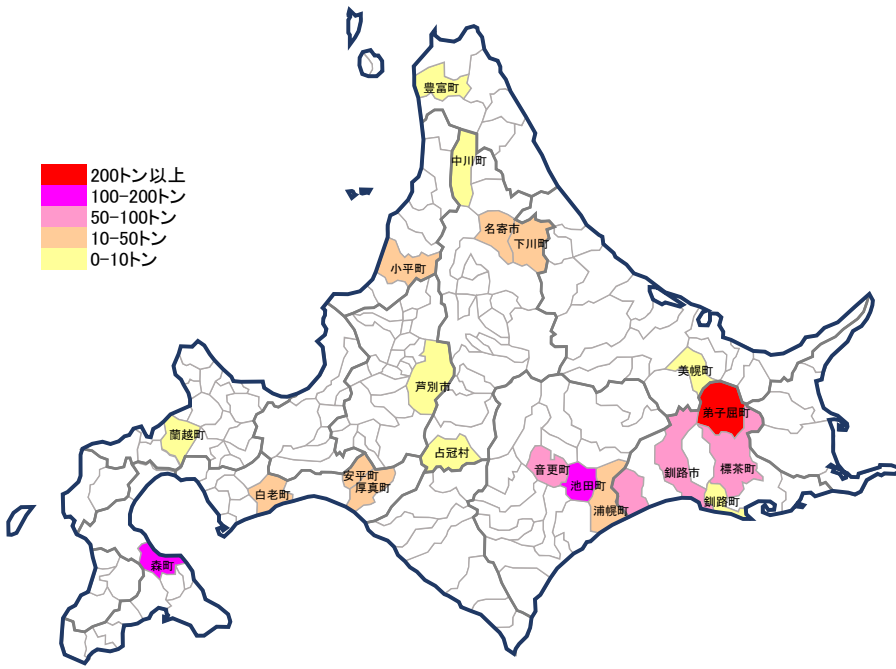 豊富町
中川町
200トン以上
100-200トン
50-100トン
10-50トン
0-10トン
名寄市
下川町
小平町
美幌町
芦別市
弟子屈町
蘭越町
占冠村
音更町
釧路市
標茶町
安平町
厚真町
池田町
白老町
釧路町
浦幌町
森町